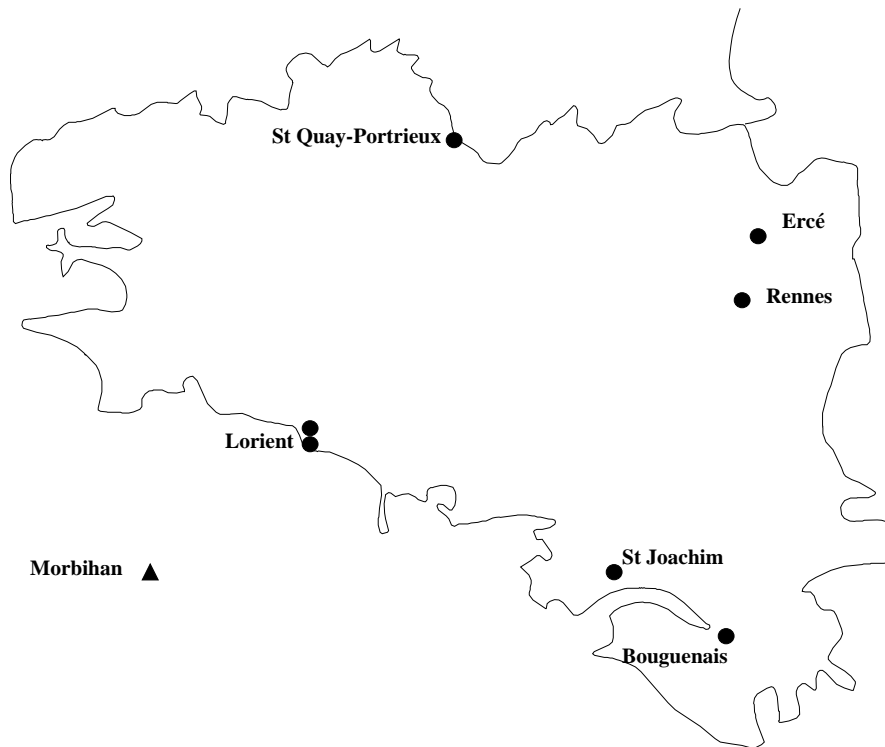 St Quay-Portrieux
Ercé
Rennes
Lorient
St Joachim
Morbihan
Bouguenais